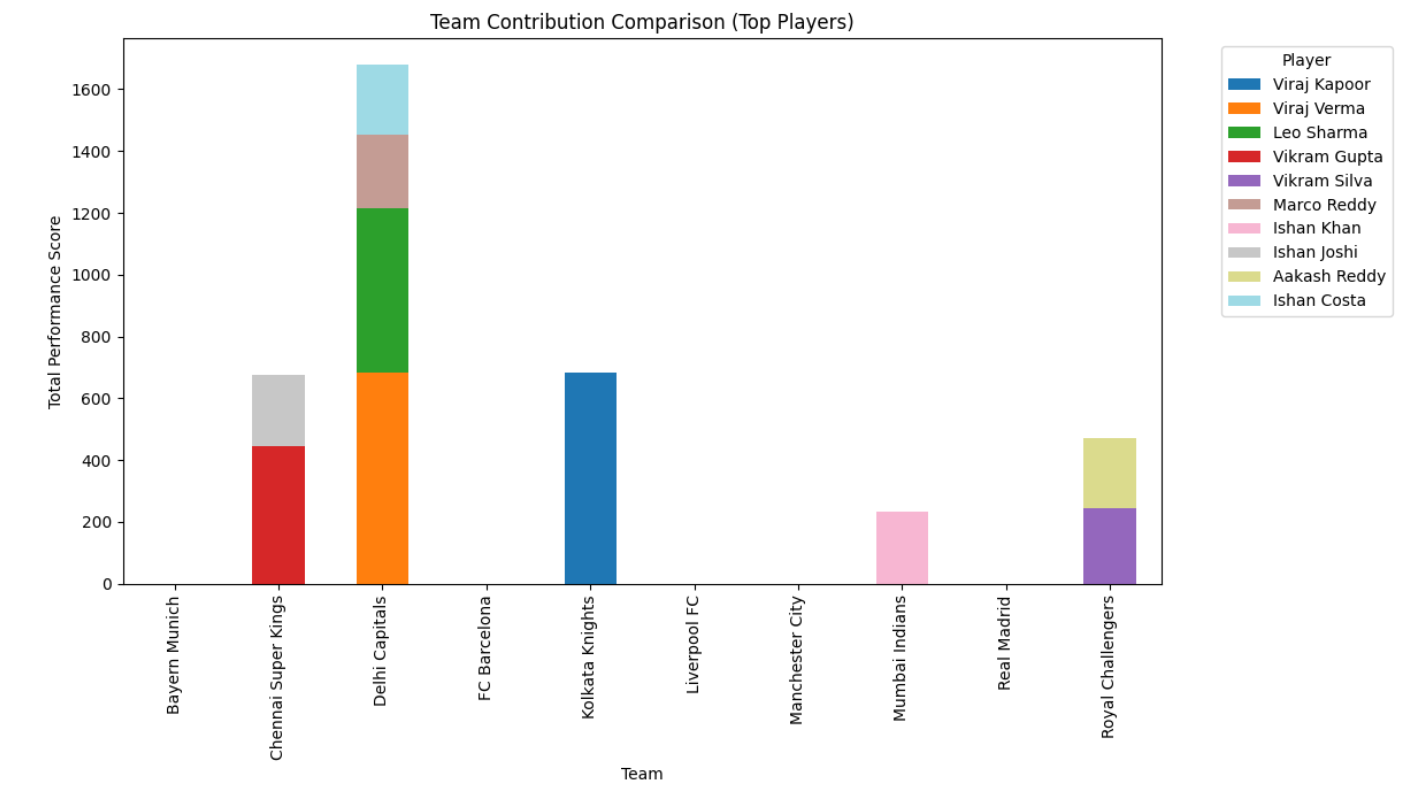 Team Contribution Comparison (Top Players)
Total Performance Score
1600
1400
1200
1000
800
600
400
200
0
Bayern Munich
Chennai Super Kings
Delhi Capitals
FC Barcelona
Kolkata Knights
Liverpool FC
Manchester City
Mumbai Indians
Real Madrid
Royal Challengers
Team
Player
Viraj Kapoor
Viraj Verma
Leo Sharma
Vikram Gupta
Vikram Silva
Marco Reddy
Ishan Khan
Ishan Joshi
Aakash Reddy
Ishan Costa